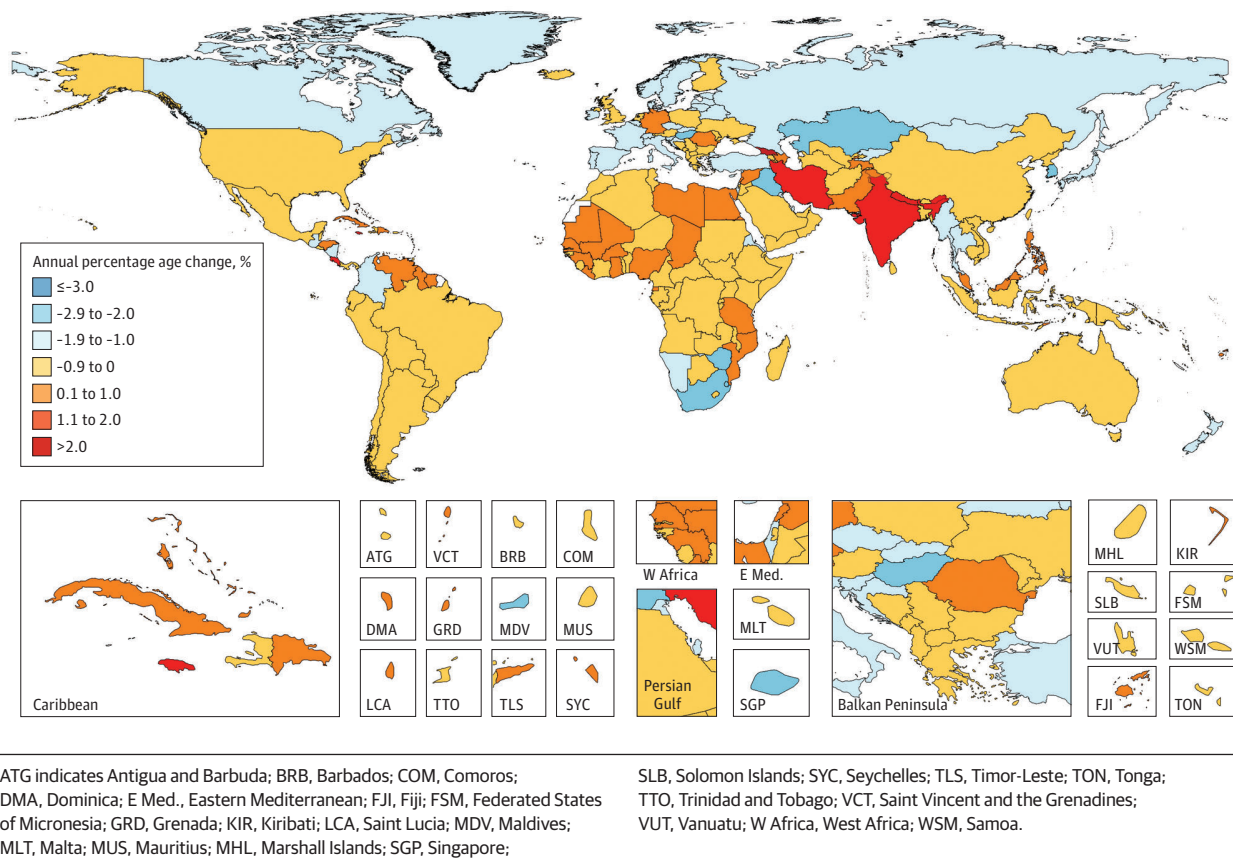 Annual percentage age change, %
≤-3.0
-2.9 to -2.0
-1.9 to -1.0
-0.9 to 0
0.1 to 1.0
1.1 to 2.0
>2.0
Caribbean
ATG
VCT
BRB
COM
DMA
GRD
MDV
MUS
LCA
TTO
TLS
SYC
W Africa
E Med.
Persian
Gulf
MLT
SGP
Balkan Peninsula
MHL
KIR
SLB
FSM
VUT
WSM
FJI
TON
ATG indicates Antigua and Barbuda; BRB, Barbados; COM, Comoros;
DMA, Dominica; E Med., Eastern Mediterranean; FJI, Fiji; FSM, Federated States
of Micronesia; GRD, Grenada; KIR, Kiribati; LCA, Saint Lucia; MDV, Maldives;
MLT, Malta; MUS, Mauritius; MHL, Marshall Islands; SGP, Singapore;
SLB, Solomon Islands; SYC, Seychelles; TLS, Timor-Leste; TON, Tonga;
TTO, Trinidad and Tobago; VCT, Saint Vincent and the Grenadines;
VUT, Vanuatu; W Africa, West Africa; WSM, Samoa.